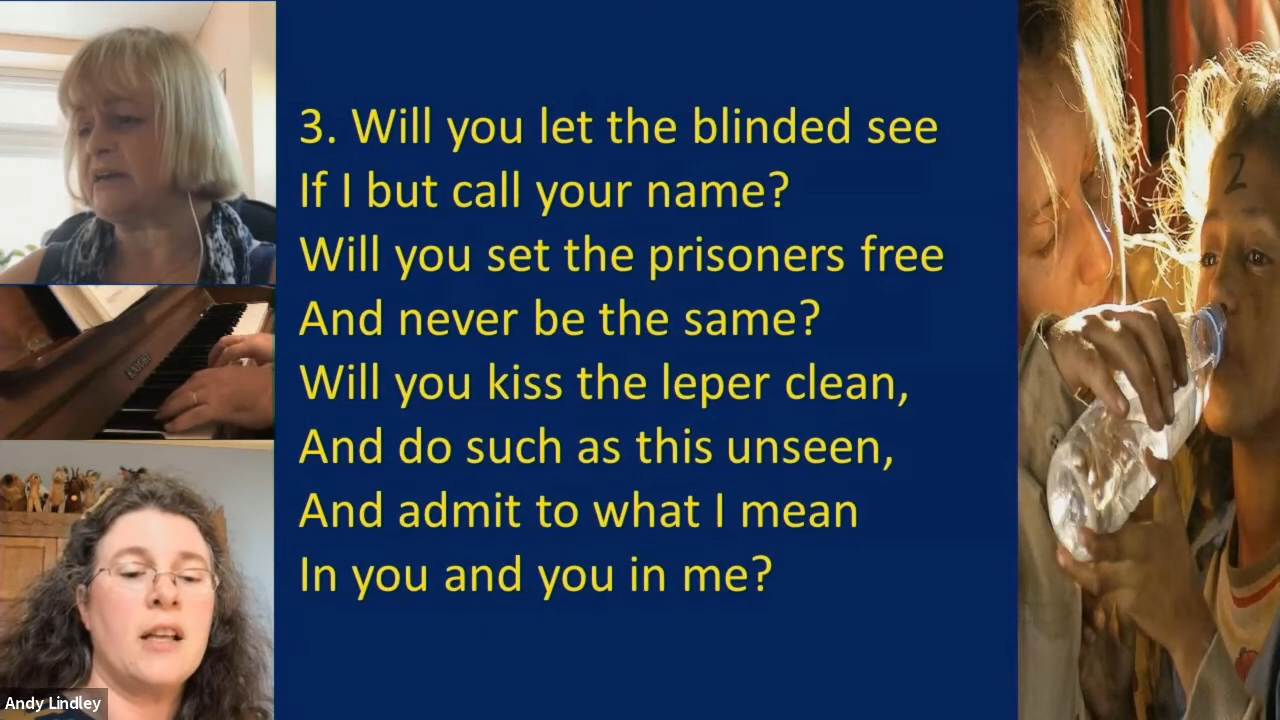 3. Will you let the blinded see
If I but call your name?
Will you set the prisoners free
And never be the same?
Will you kiss the leper clean,
And do such as this unseen,
And admit to what I mean
In you and you in me?
KNIGHT
2
Andy Lindley